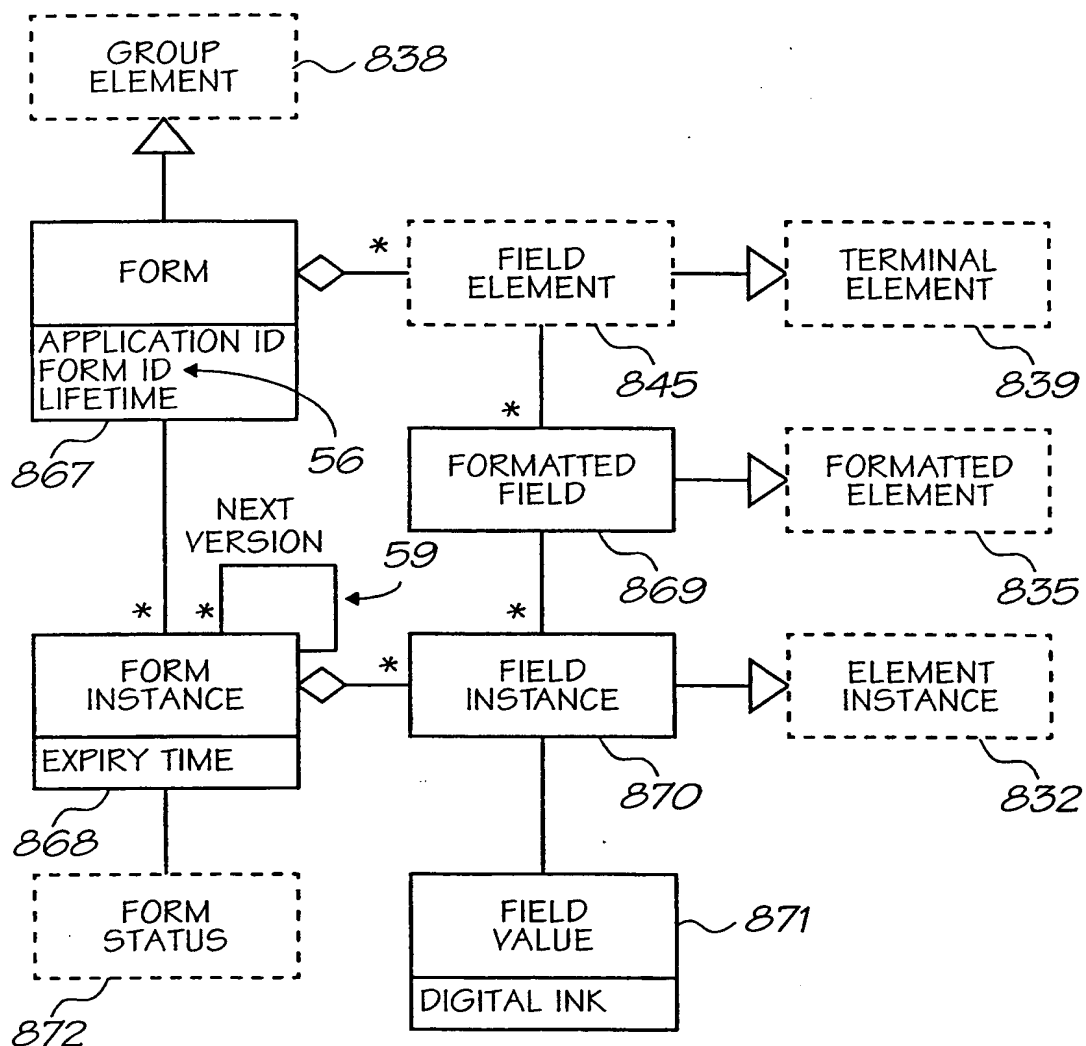 GROUP
ELEMENT
838
FORM
APPLICATION ID
FORM ID
LIFETIME
867
56
*
FIELD
ELEMENT
845
TERMINAL
ELEMENT
839
*
FORMATTED
FIELD
869
FORMATTED
ELEMENT
835
NEXT
VERSION
59
*
*
FORM
INSTANCE
EXPIRY TIME
868
*
*
FIELD
INSTANCE
870
ELEMENT
INSTANCE
832
FORM
STATUS
872
FIELD
VALUE
DIGITAL INK
871